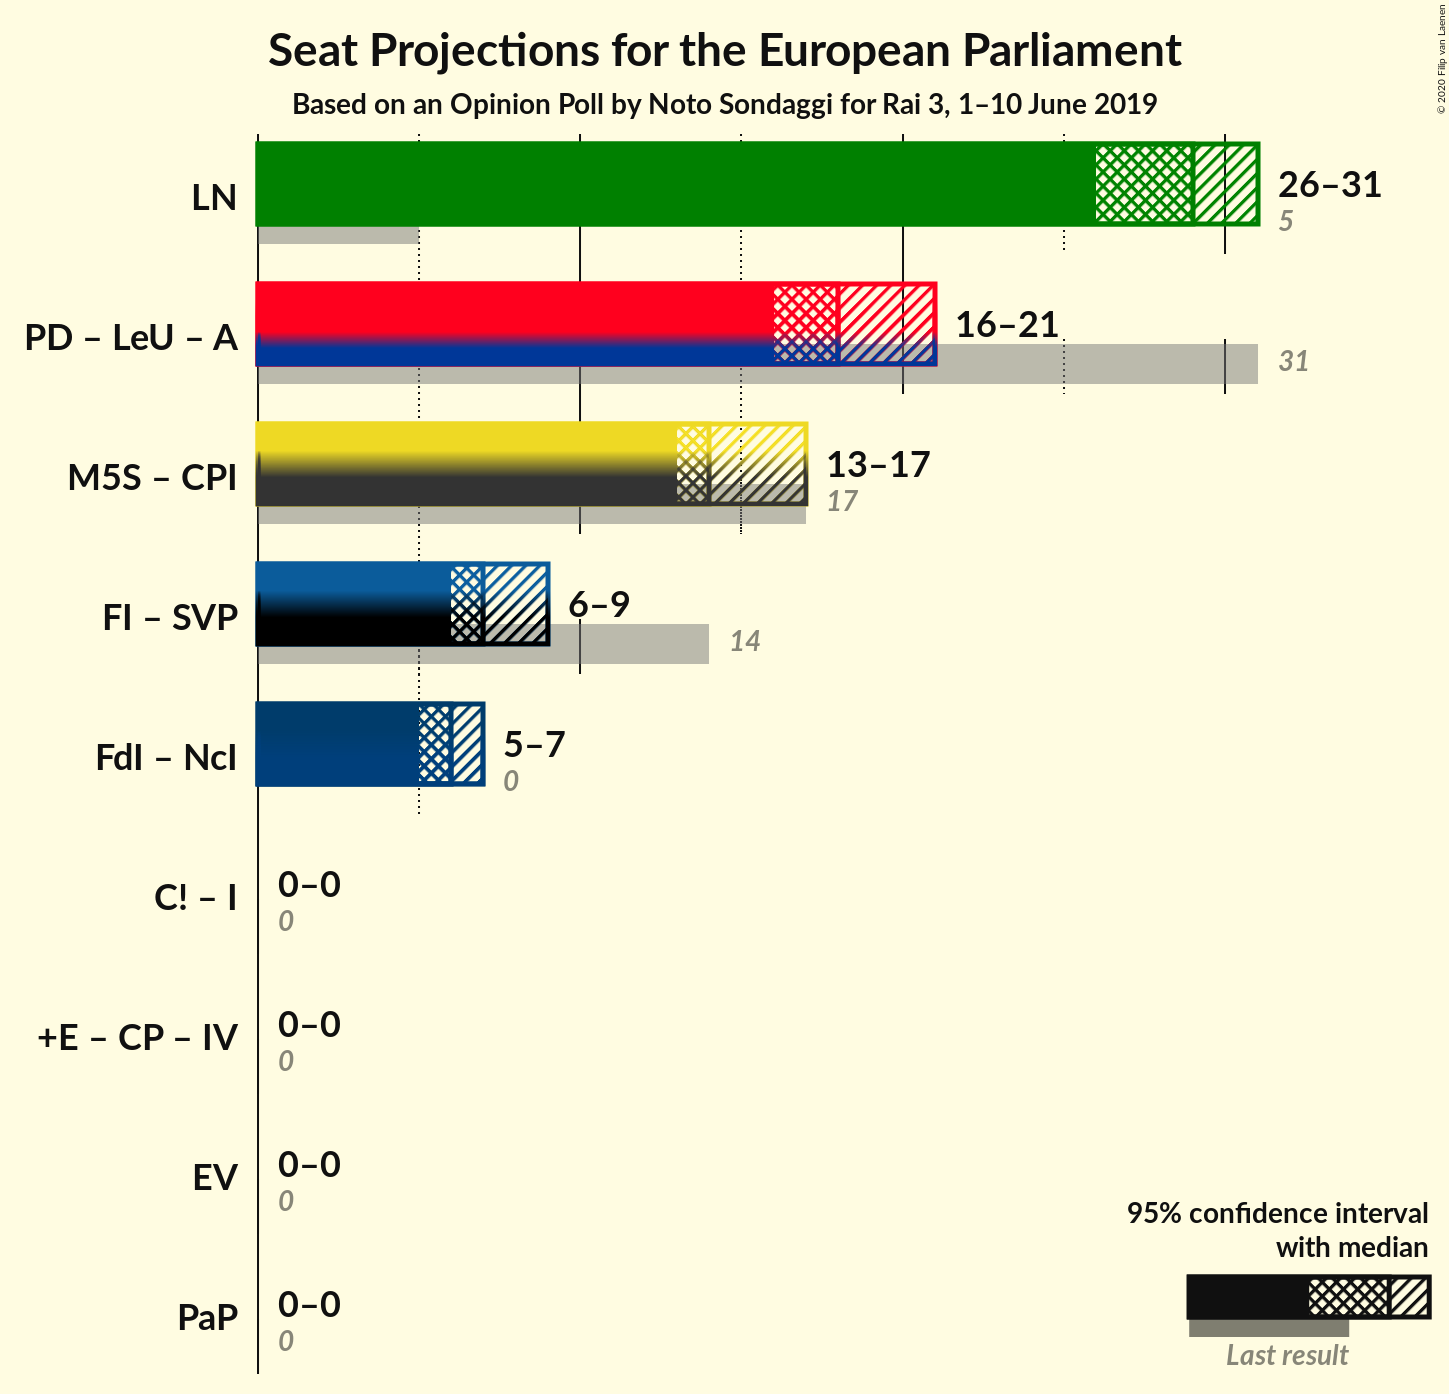 Seat Projections for the European Parliament
Based on an Opinion Poll by Noto Sondaggi for Rai 3, 1–10 June 2019
© 2020 Filip van Laenen
LN
26–31
5
PD – LeU – A
16–21
31
M5S – CPI
13–17
17
FI – SVP
6–9
14
FdI – NcI
5–7
0
C! – I
0–0
0
+E – CP – IV
0–0
0
EV
0–0
0
PaP
0–0
0
95% confidence interval
with median
Last result